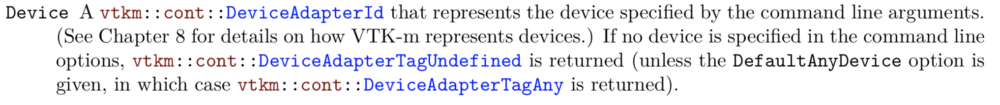 Device A vtkm::cont::DeviceAdapterId that represents the device specified by the command line arguments.
(See Chapter 8 for details on how VTK-m represents devices.) If no device is specified in the command line
options, vtkm::cont::DeviceAdapterTagUndefined is returned (unless the DefaultAnyDevice option is
given, in which case vtkm::cont::DeviceAdapterTagAny is returned).